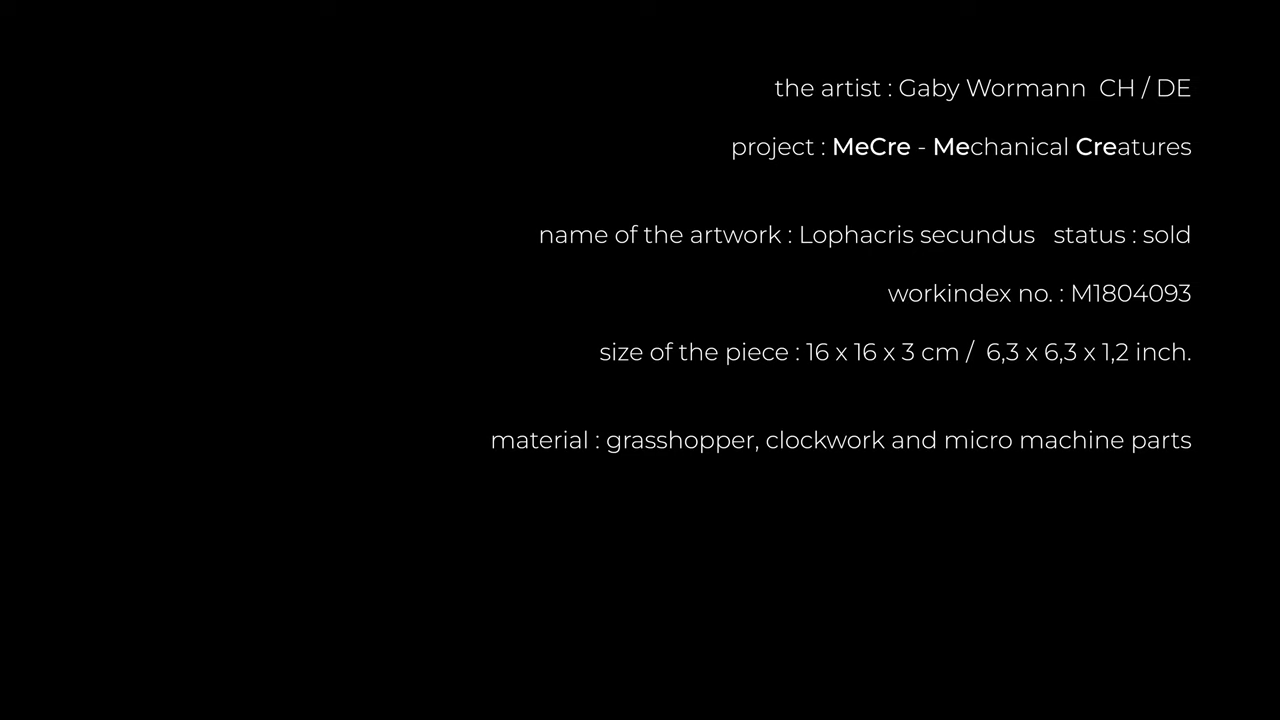 the artist : Gaby Wormann  CH / DE
project : MeCre - Mechanical Creatures
name of the artwork : Lophacris secundus   status : sold
workindex no. : M1804093
size of the piece : 16 x 16 x 3 cm /  6,3 x 6,3 x 1,2 inch.
material : grasshopper, clockwork and micro machine parts